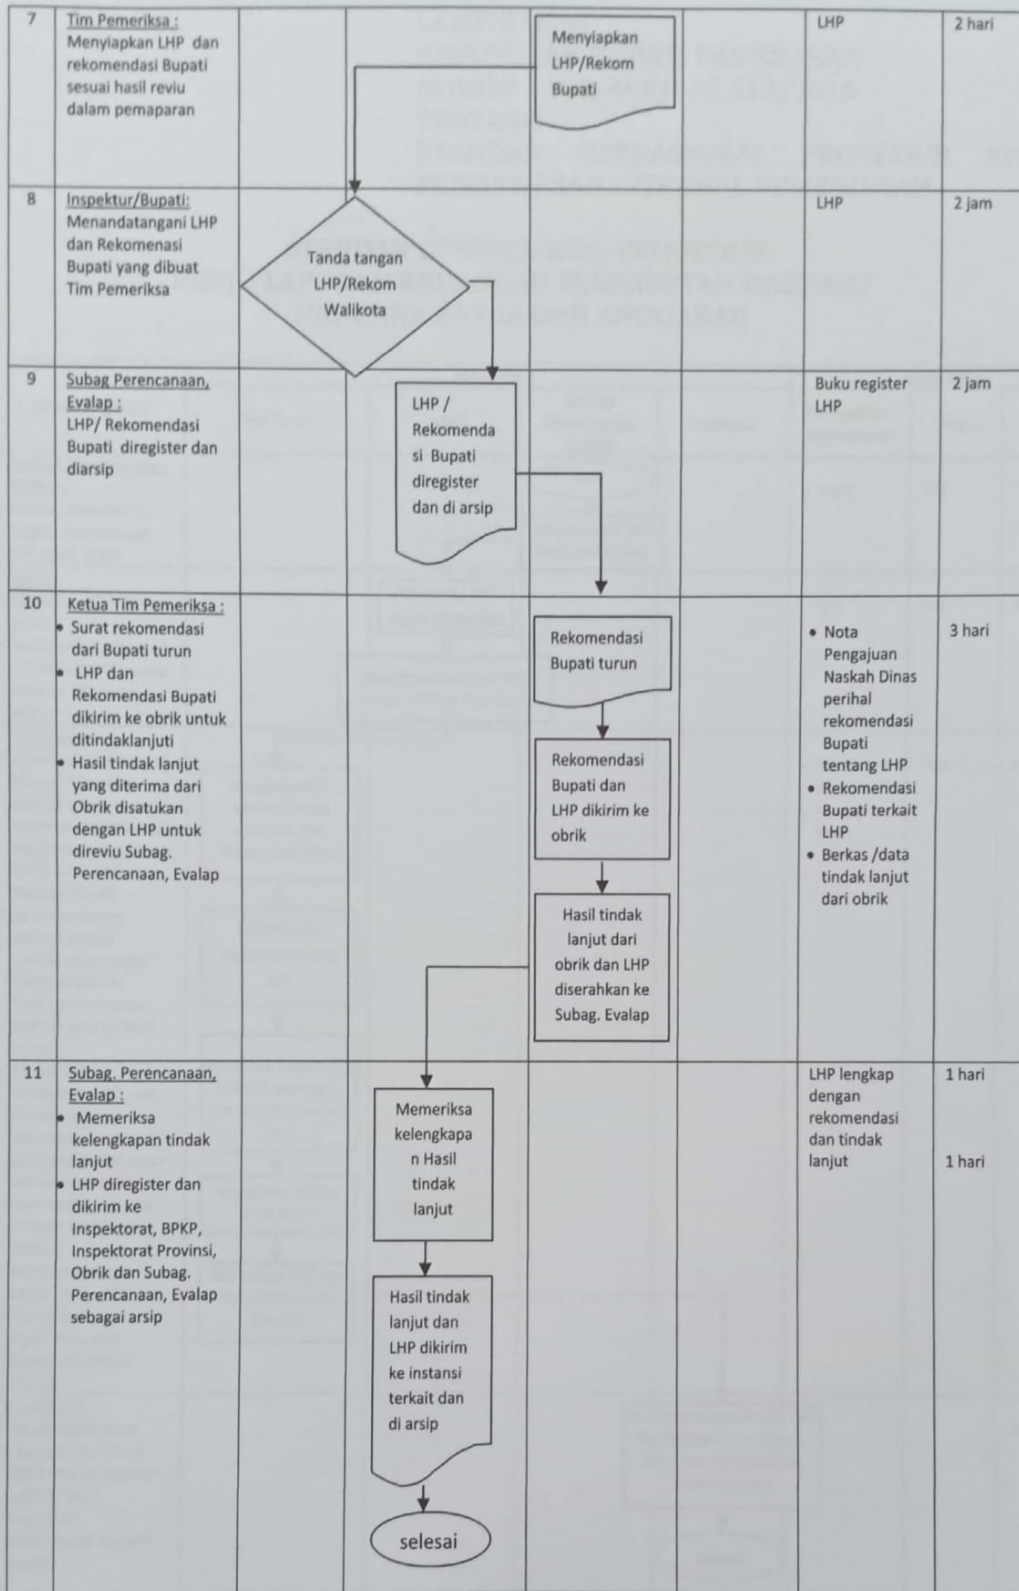 7
Tim Pemeriksa :
Menyiapkan LHP dan
rekomendasi Bupati
sesuai hasil reviu
dalam pemaparan
Menyiapkan
LHP/Rekom
Bupati
LHP
2 hari
8
Inspektur/Bupati:
Menandatangani LHP
dan Rekomenasi
Bupati yang dibuat
Tim Pemeriksa
Tanda tangan
LHP/Rekom
Walikota
LHP
2 jam
9
Subag Perencanaan,
Evalap :
LHP/ Rekomendasi
Bupati diregister dan
diarsip
LHP /
Rekomenda
si Bupati
diregister
dan di arsip
Buku register
LHP
2 jam
10
Ketua Tim Pemeriksa :
• Surat rekomendasi
dari Bupati turun
• LHP dan
Rekomendasi Bupati
dikirim ke obrik untuk
ditindaklanjuti
• Hasil tindak lanjut
yang diterima dari
Obrik disatukan
dengan LHP untuk
direviu Subag.
Perencanaan, Evalap
Rekomendasi
Bupati turun
Rekomendasi
Bupati dan
LHP dikirim ke
obrik
Hasil tindak
lanjut dari
obrik dan LHP
diserahkan ke
Subag. Evalap
• Nota
Pengajuan
Naskah Dinas
perihal
rekomendasi
Bupati
tentang LHP
• Rekomendasi
Bupati terkait
LHP
• Berkas /data
tindak lanjut
dari obrik
3 hari
11
Subag. Perencanaan,
Evalap :
• Memeriksa
kelengkapan tindak
lanjut
• LHP diregister dan
dikirim ke
Inspektorat, BPKP,
Inspektorat Provinsi,
Obrik dan Subag.
Perencanaan, Evalap
sebagai arsip
Memeriksa
kelengkapa
n Hasil
tindak
lanjut
Hasil tindak
lanjut dan
LHP dikirim
ke instansi
terkait dan
di arsip
selesai
LHP lengkap
dengan
rekomendasi
dan tindak
lanjut
1 hari
1 hari